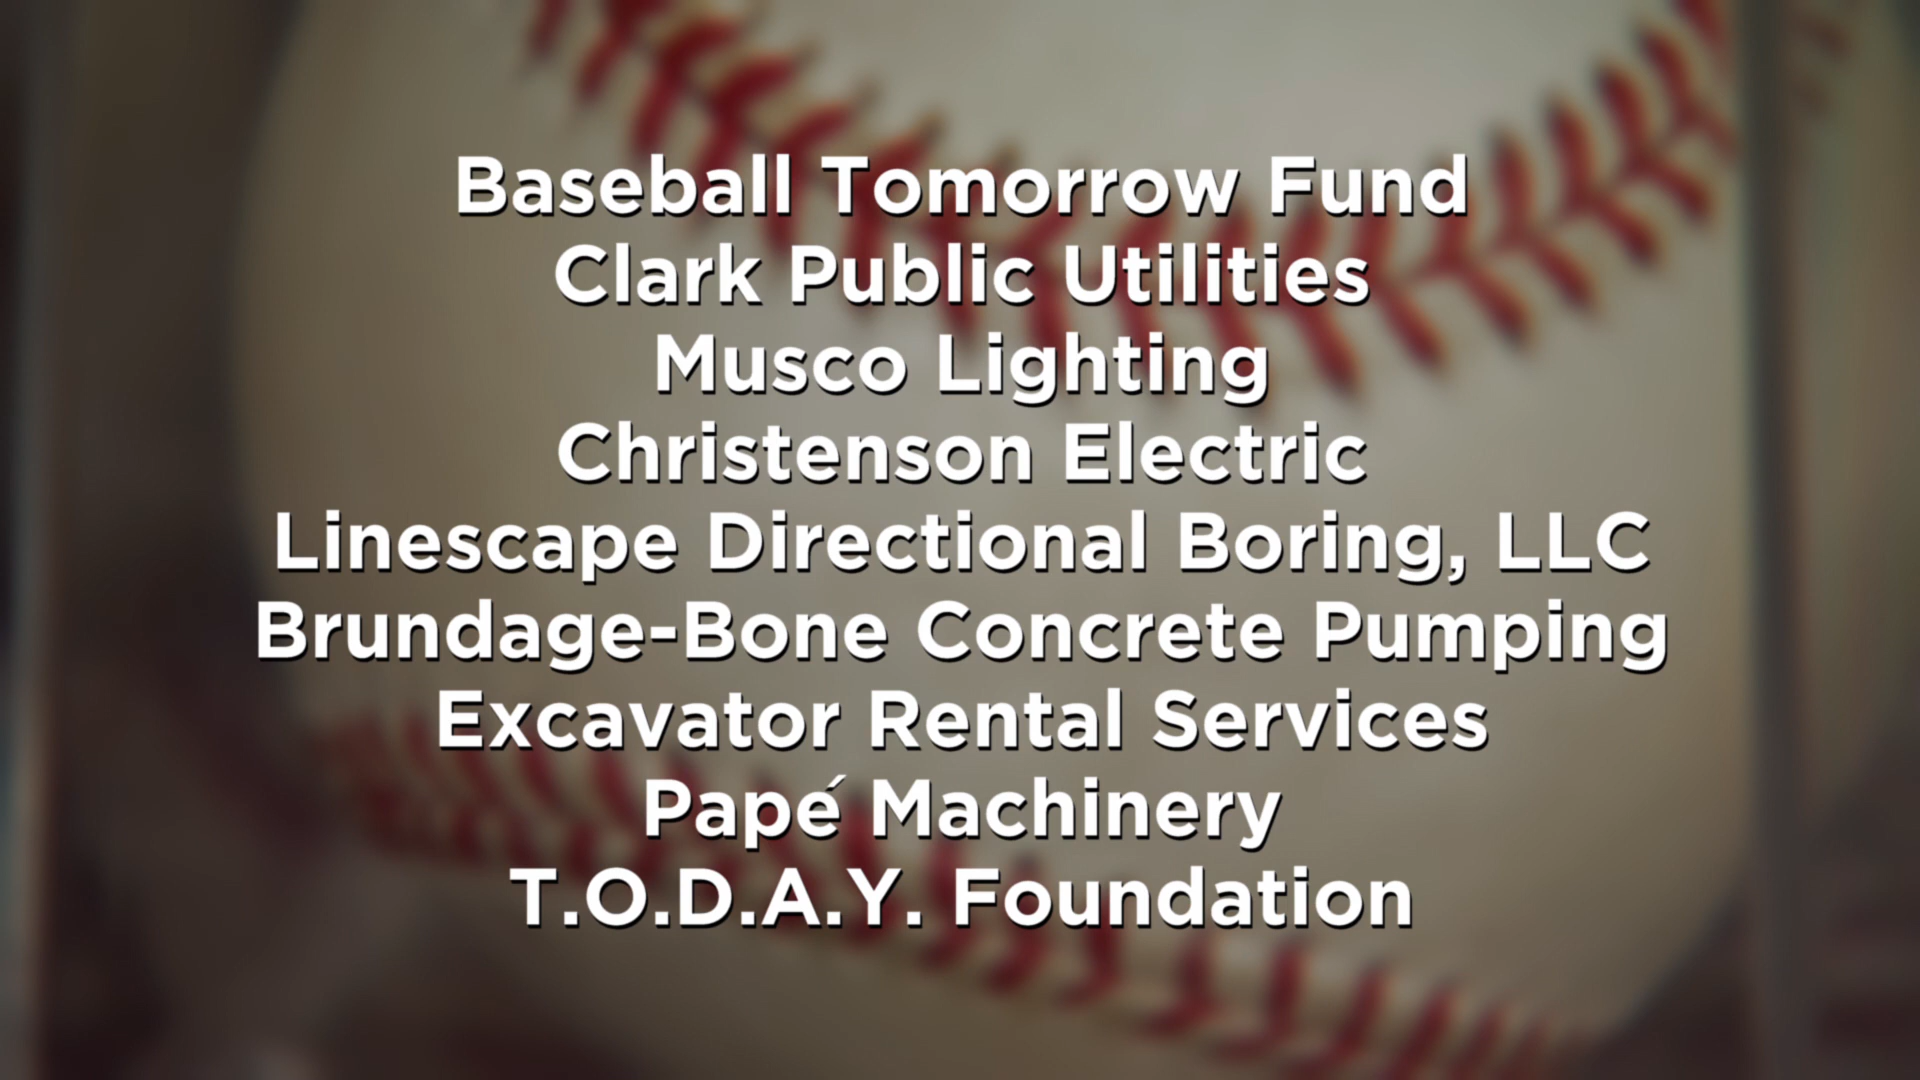 Baseball Tomorrow Fund
Clark Public Utilities
Musco Lighting
Christenson Electric
Linescape Directional Boring, LLC
Brundage-Bone Concrete Pumping
Excavator Rental Services
Papé Machinery
T.O.D.A.Y. Foundation